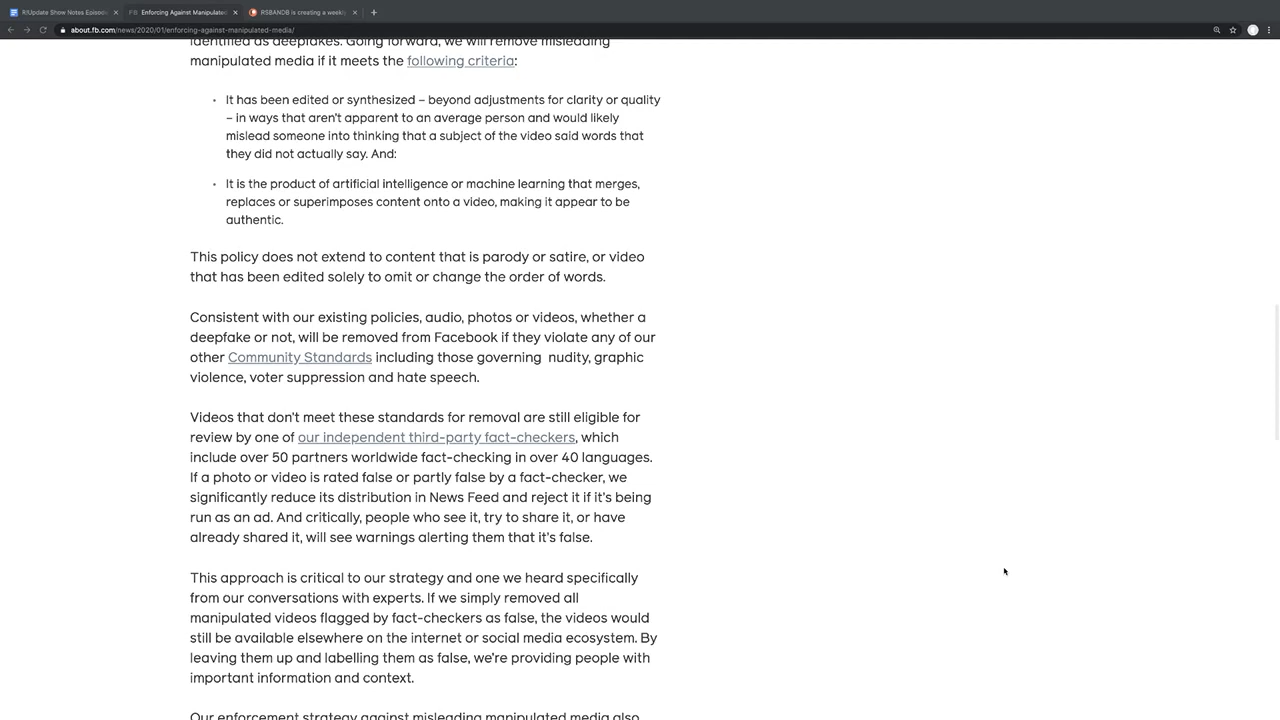 R/Update Show Notes Episode
Enforcing Against Manipulated
RSBANDB is creating a weekly
about.fb.com/news/2020/01/enforcing-against-manipulated-media/
identified as deepfakes. Going forward, we will remove misleading
manipulated media if it meets the following criteria:
• It has been edited or synthesized – beyond adjustments for clarity or quality
– in ways that aren't apparent to an average person and would likely
mislead someone into thinking that a subject of the video said words that
they did not actually say. And:
• It is the product of artificial intelligence or machine learning that merges,
replaces or superimposes content onto a video, making it appear to be
authentic.
This policy does not extend to content that is parody or satire, or video
that has been edited solely to omit or change the order of words.
Consistent with our existing policies, audio, photos or videos, whether a
deepfake or not, will be removed from Facebook if they violate any of our
other Community Standards including those governing nudity, graphic
violence, voter suppression and hate speech.
Videos that don't meet these standards for removal are still eligible for
review by one of our independent third-party fact-checkers, which
include over 50 partners worldwide fact-checking in over 40 languages.
If a photo or video is rated false or partly false by a fact-checker, we
significantly reduce its distribution in News Feed and reject it if it's being
run as an ad. And critically, people who see it, try to share it, or have
already shared it, will see warnings alerting them that it's false.
This approach is critical to our strategy and one we heard specifically
from our conversations with experts. If we simply removed all
manipulated videos flagged by fact-checkers as false, the videos would
still be available elsewhere on the internet or social media ecosystem. By
leaving them up and labelling them as false, we're providing people with
important information and context.
Our enforcement strategy against misleading manipulated media also